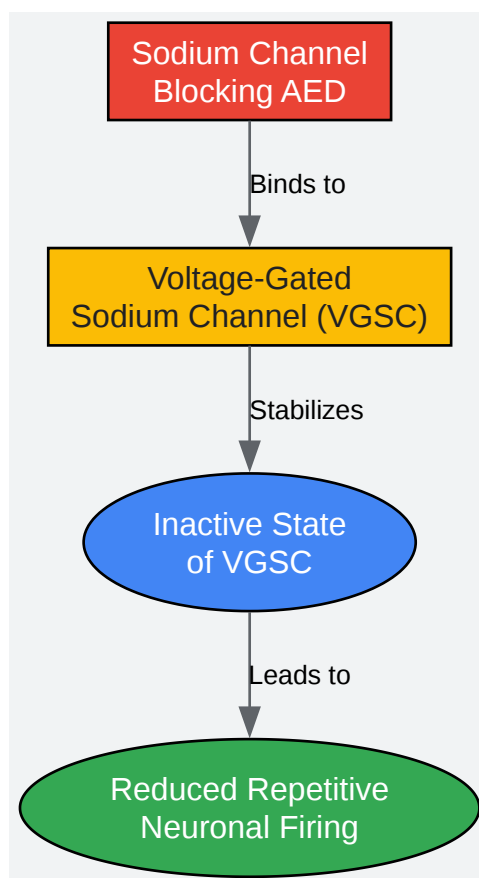 Sodium Channel
Blocking AED
Binds to
Voltage-Gated
Sodium Channel (VGSC)
Stabilizes
Inactive State
of VGSC
Leads to
Reduced Repetitive
Neuronal Firing